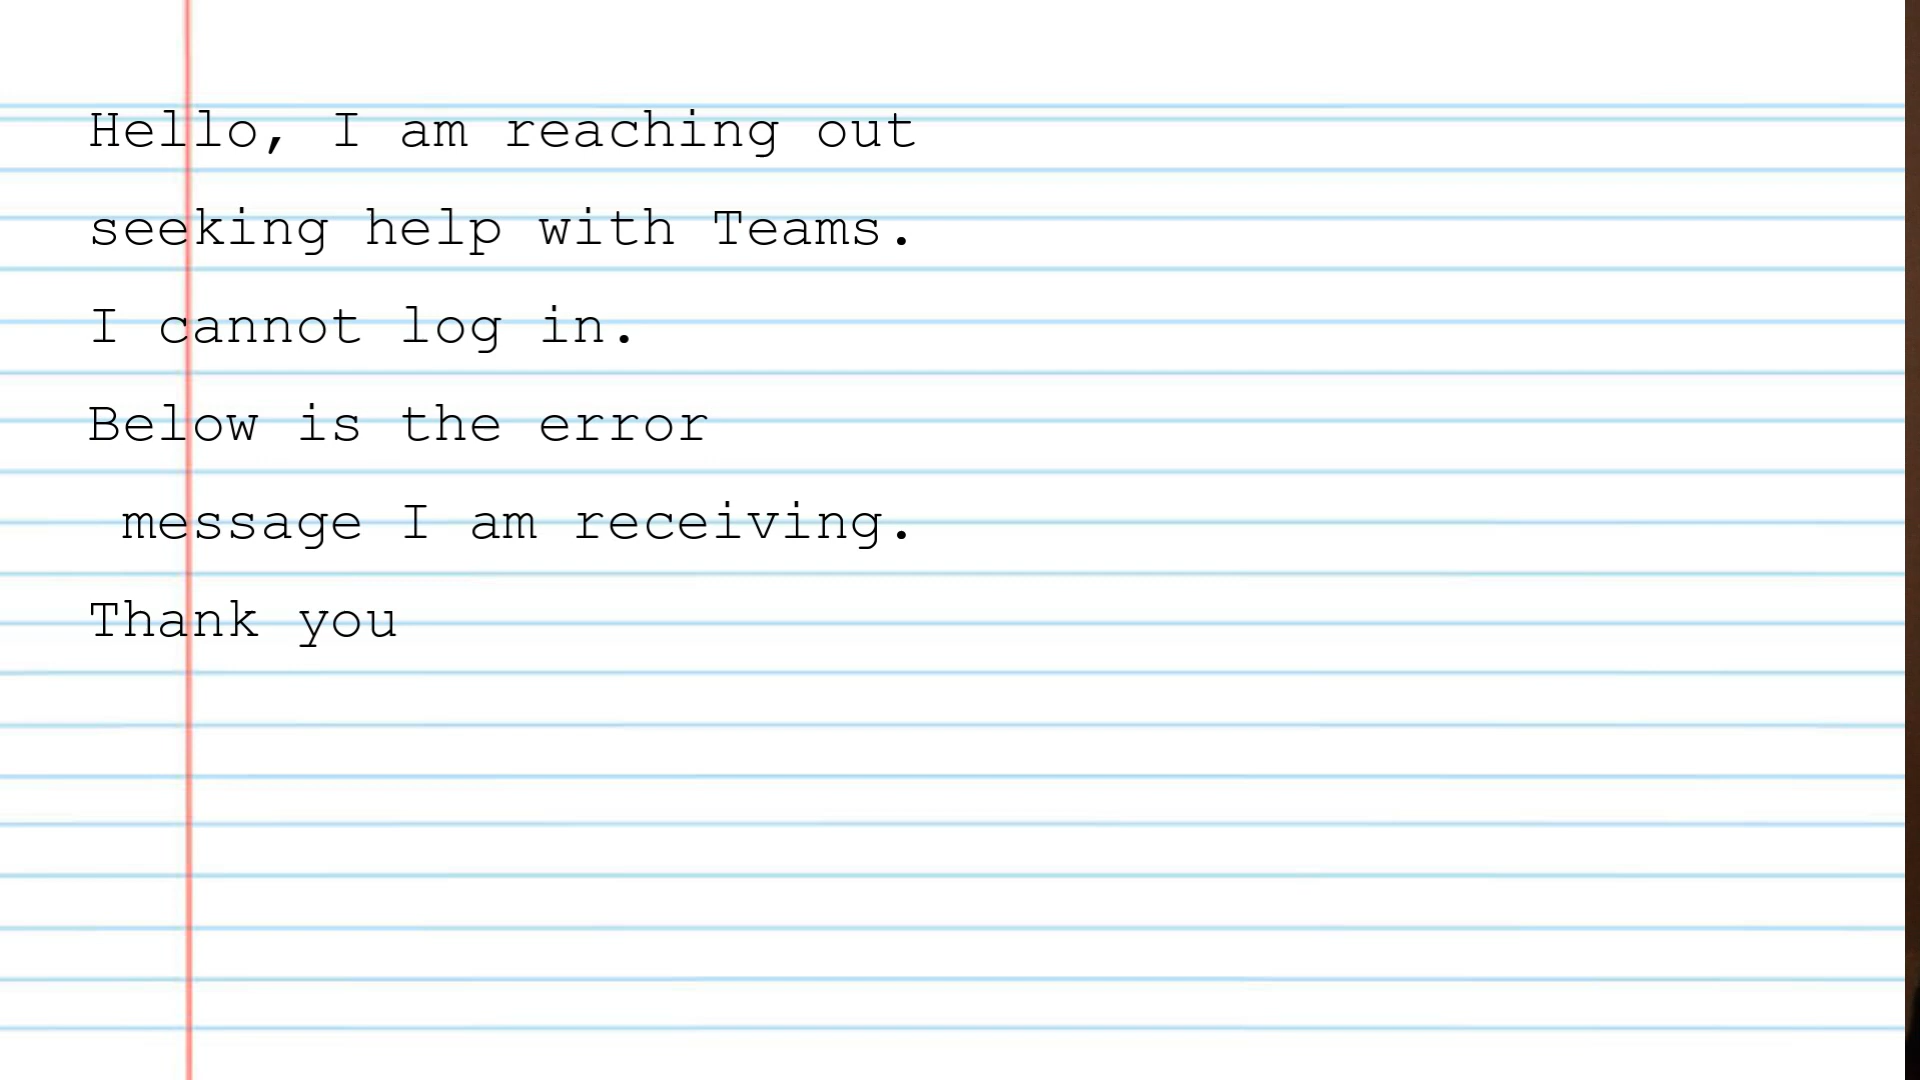 Hello, I am reaching out
seeking help with Teams.
I cannot log in.
Below is the error
message I am receiving.
Thank you